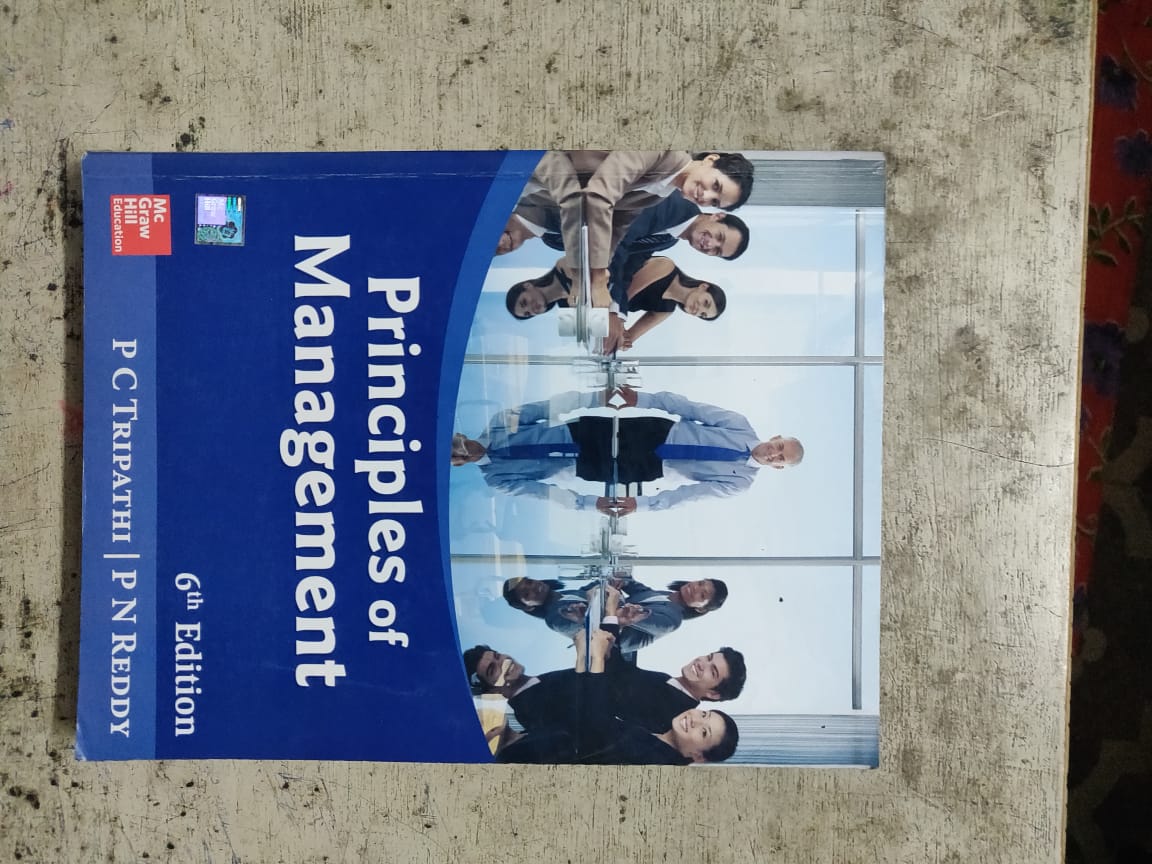 Principles of
Management
6th Edition
P C TRIPATHI | P N REDDY
Mc
Graw
Hill
Education